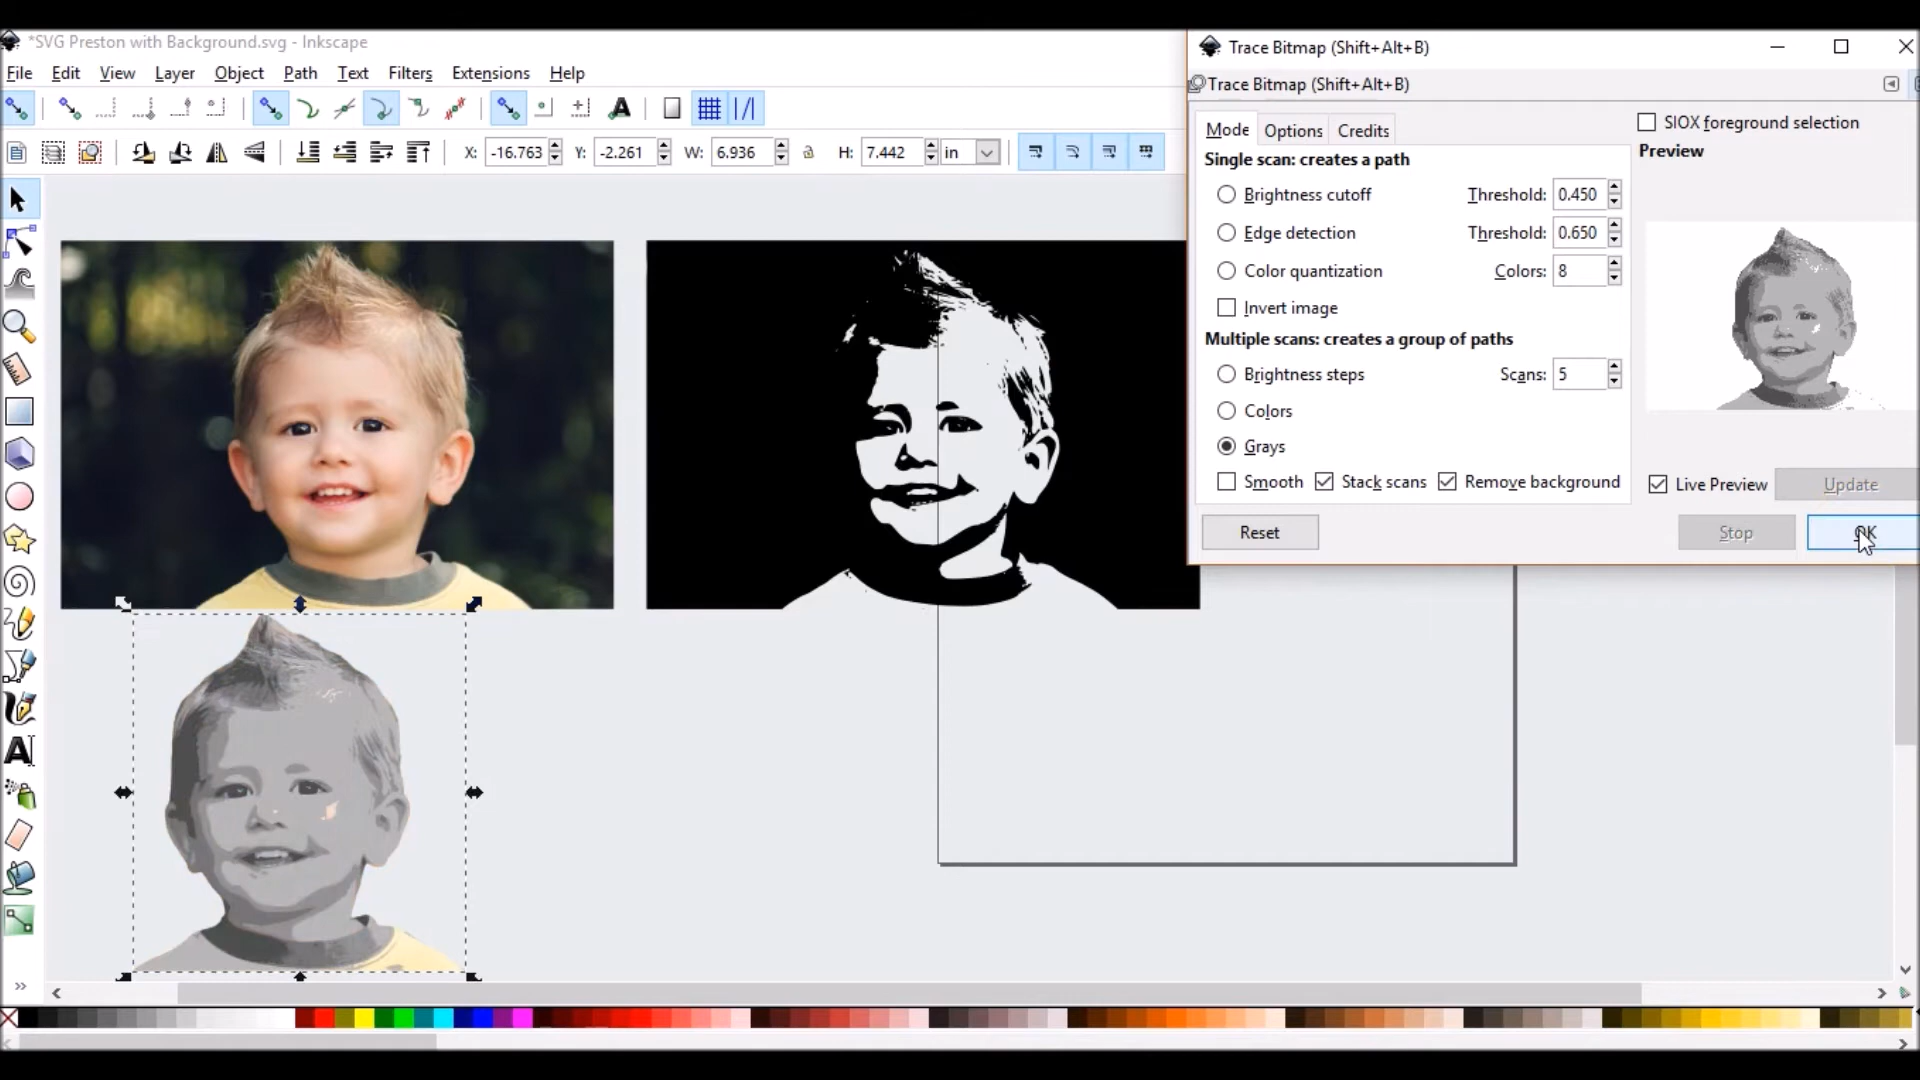 *SVG Preston with Background.svg - Inkscape
File Edit View Layer Object Path Text Filters Extensions Help
X: -16.763 Y: -2.261 W: 6.936 H: 7.442 in
Trace Bitmap (Shift+Alt+B)
Trace Bitmap (Shift+Alt+B)
Mode Options Credits
SIOX foreground selection
Preview
Single scan: creates a path
Brightness cutoff Threshold: 0.450
Edge detection Threshold: 0.650
Color quantization Colors: 8
Invert image
Multiple scans: creates a group of paths
Brightness steps Scans: 5
Colors
Grays
Smooth Stack scans Remove background
Live Preview Update
Reset Stop OK